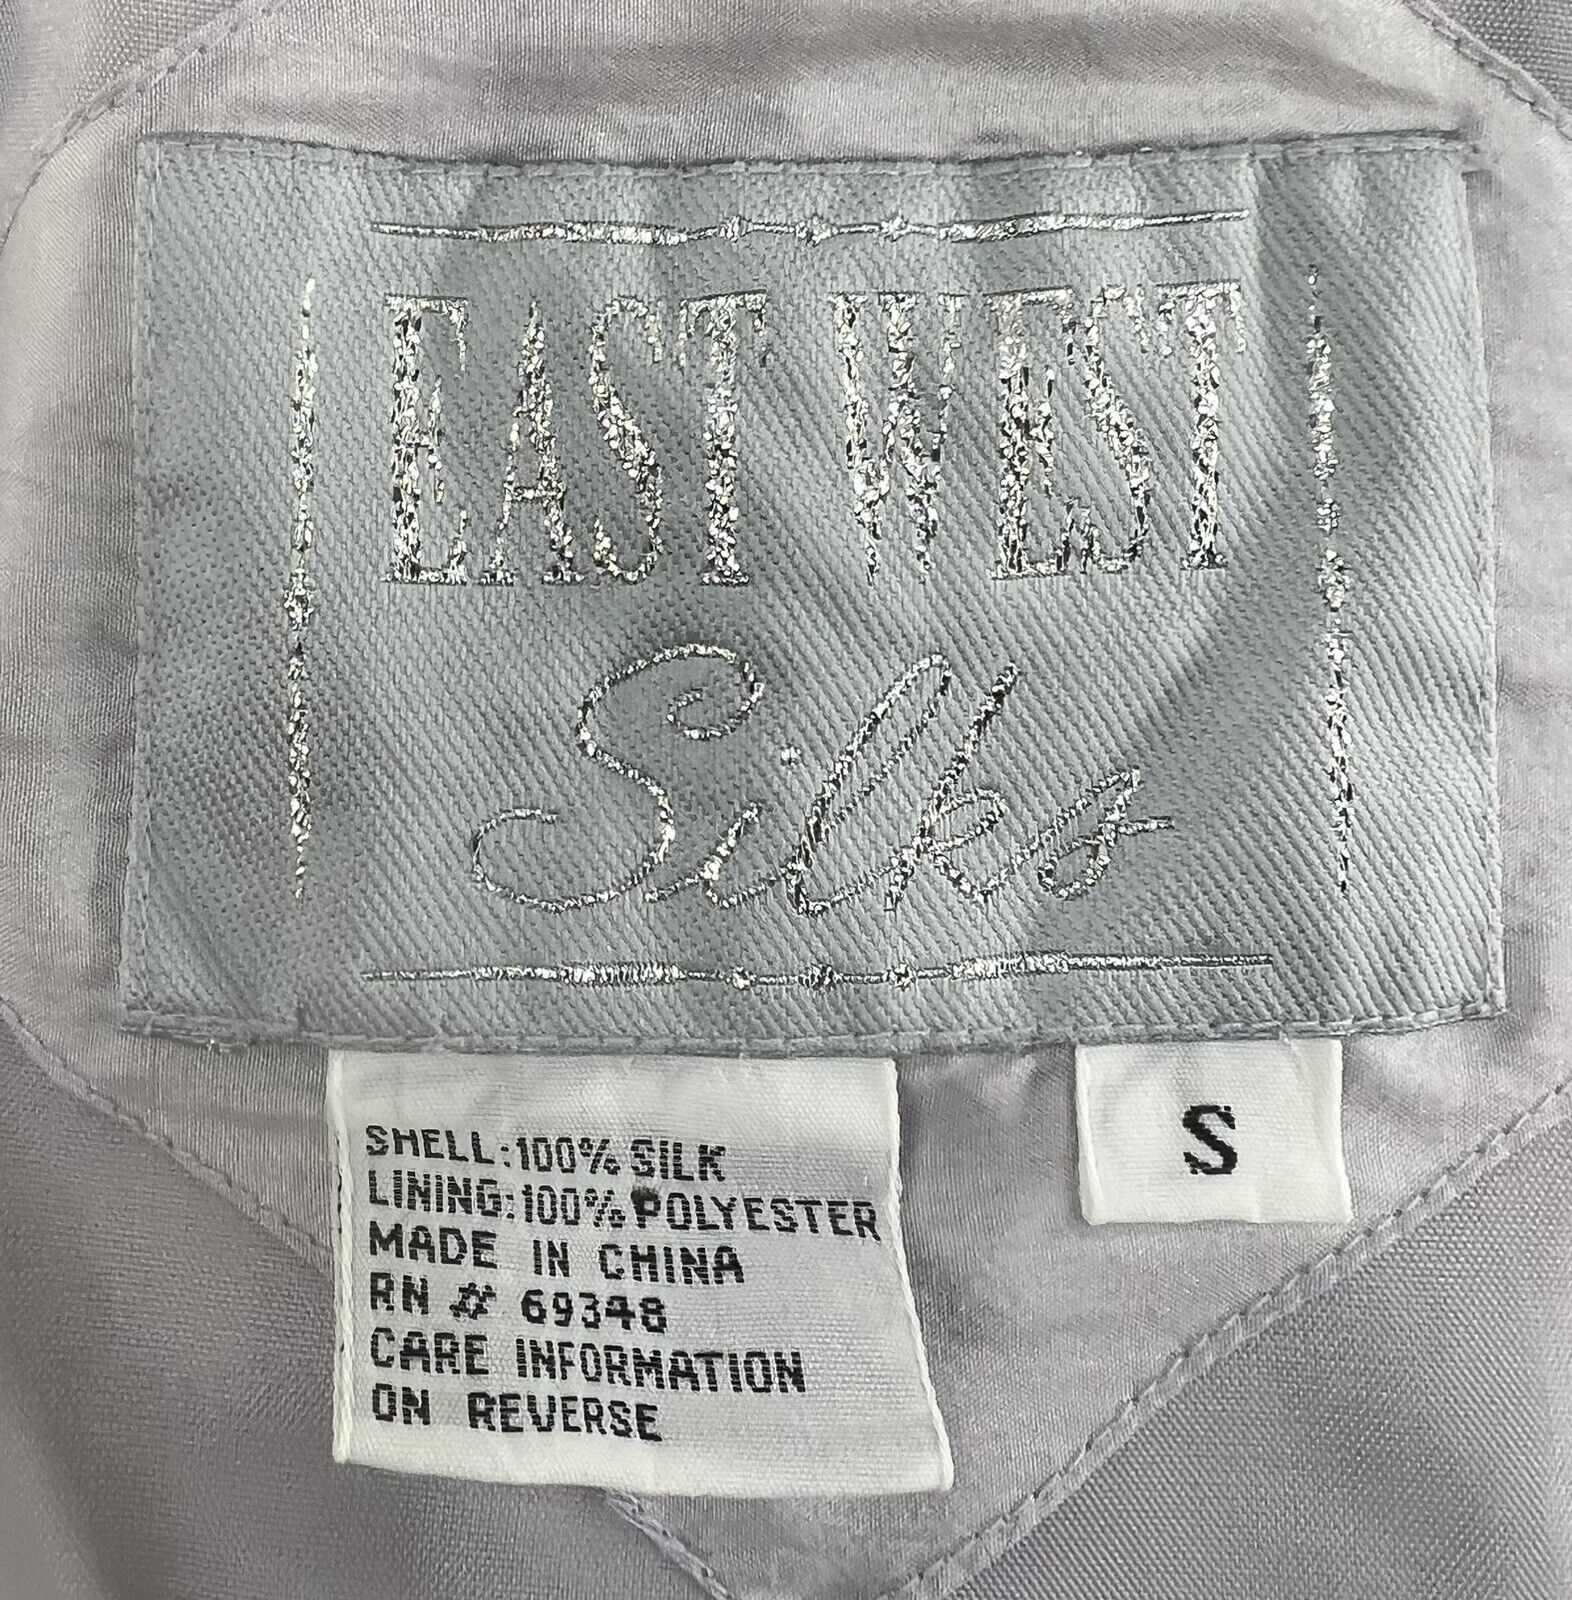 EAST WEST
Silks
SHELL:100% SILK
LINING:100% POLYESTER
MADE IN CHINA
RN # 69348
CARE INFORMATION
ON REVERSE
S